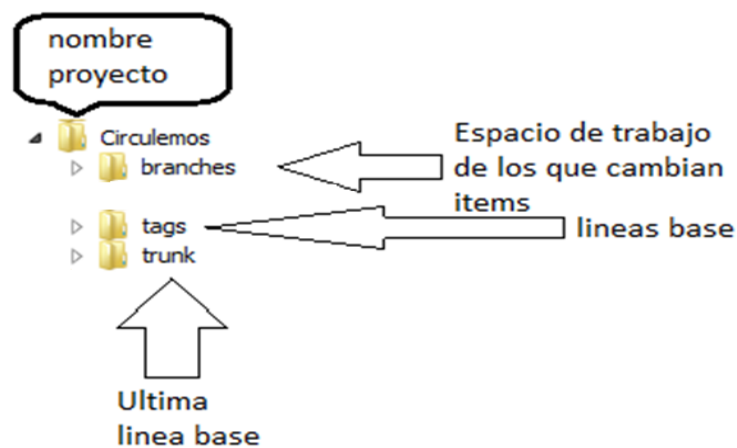 nombre
proyecto
Circulemos
branches
Espacio de trabajo
de los que cambian
items
tags
lineas base
trunk
Ultima
linea base